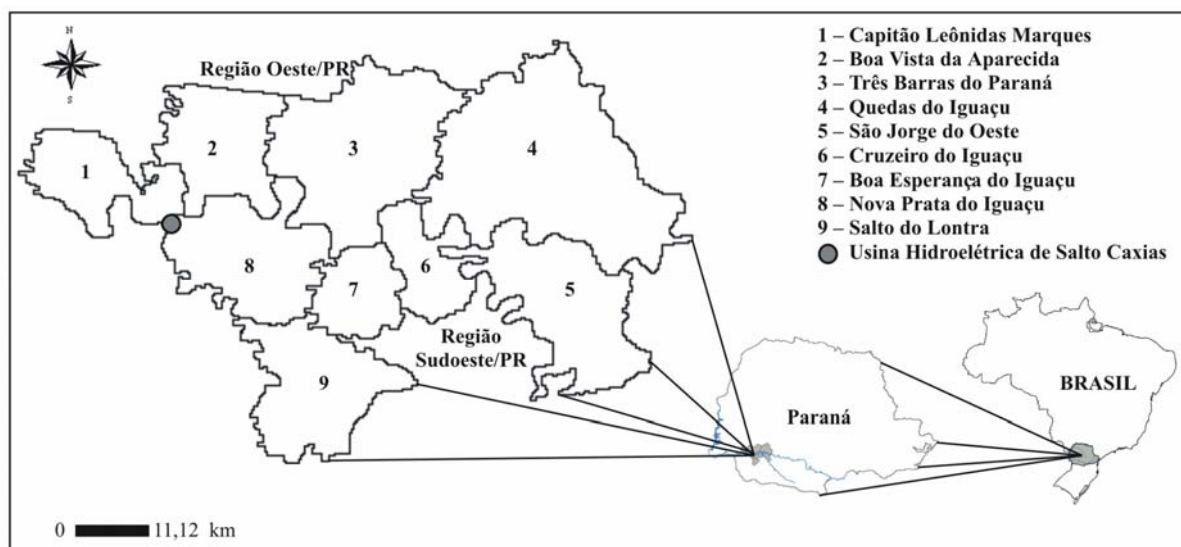 N
S
Região Oeste/PR
1 – Capitão Leônidas Marques
2 – Boa Vista da Aparecida
3 – Três Barras do Paraná
4 – Quedas do Iguaçu
5 – São Jorge do Oeste
6 – Cruzeiro do Iguaçu
7 – Boa Esperança do Iguaçu
8 – Nova Prata do Iguaçu
9 – Salto do Lontra
Usina Hidroelétrica de Salto Caxias
1
2
3
4
8
7
6
5
Região
Sudoeste/PR
9
Paraná
BRASIL
0 11,12 km